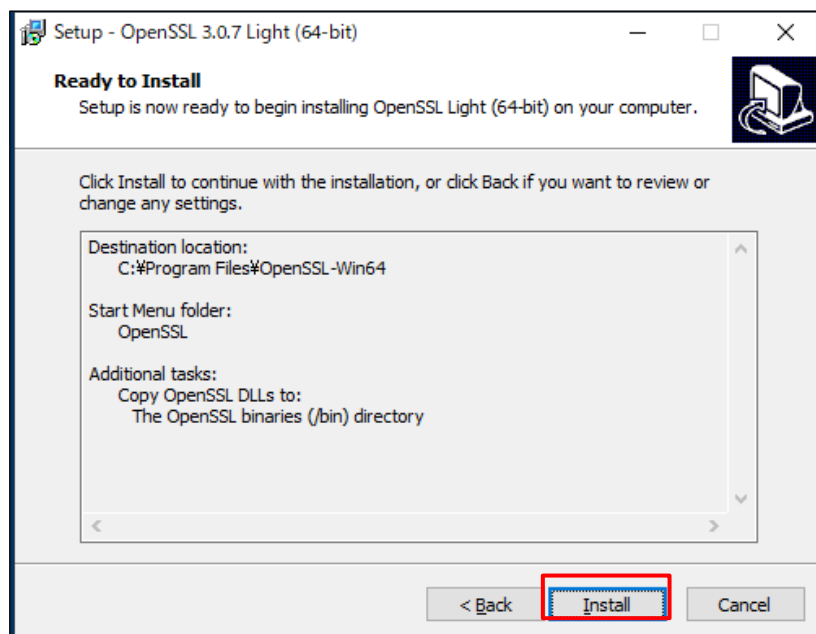 Setup - OpenSSL 3.0.7 Light (64-bit)
Ready to Install
Setup is now ready to begin installing OpenSSL Light (64-bit) on your computer.
Click Install to continue with the installation, or click Back if you want to review or
change any settings.
Destination location:
C:¥Program Files¥OpenSSL-Win64
Start Menu folder:
OpenSSL
Additional tasks:
Copy OpenSSL DLLs to:
The OpenSSL binaries (/bin) directory
< Back
Install
Cancel